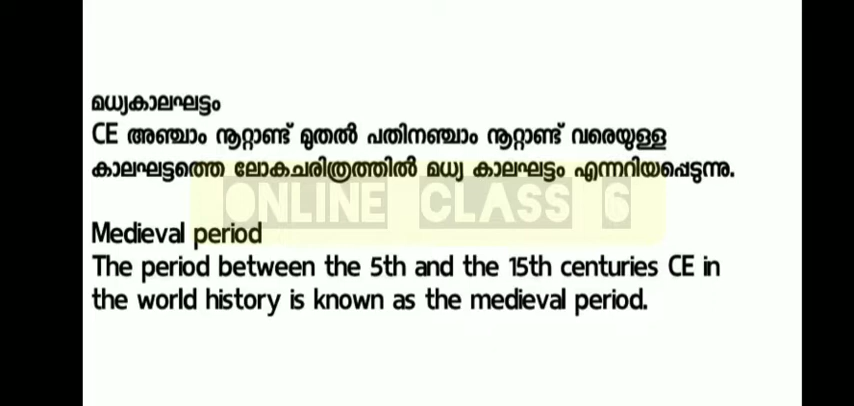 മധ്യകാലഘട്ടം
CE അഞ്ചാം നൂറ്റാണ്ട് മുതൽ പതിനഞ്ചാം നൂറ്റാണ്ട് വരെയുള്ള
കാലഘട്ടത്തെ ലോകചരിത്രത്തിൽ മധ്യ കാലഘട്ടം എന്നറിയപ്പെടുന്നു.
ONLINE CLASS 6
Medieval period
The period between the 5th and the 15th centuries CE in
the world history is known as the medieval period.